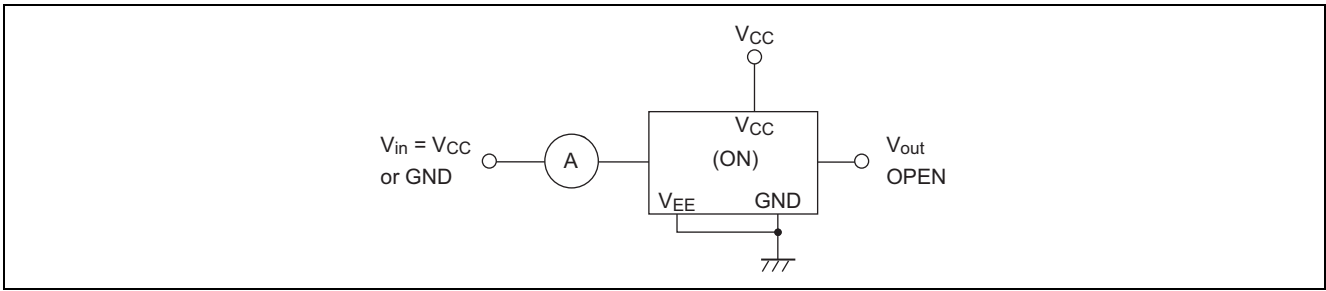 VCC
Vin = VCC
or GND
A
VCC
(ON)
VEE
GND
Vout
OPEN